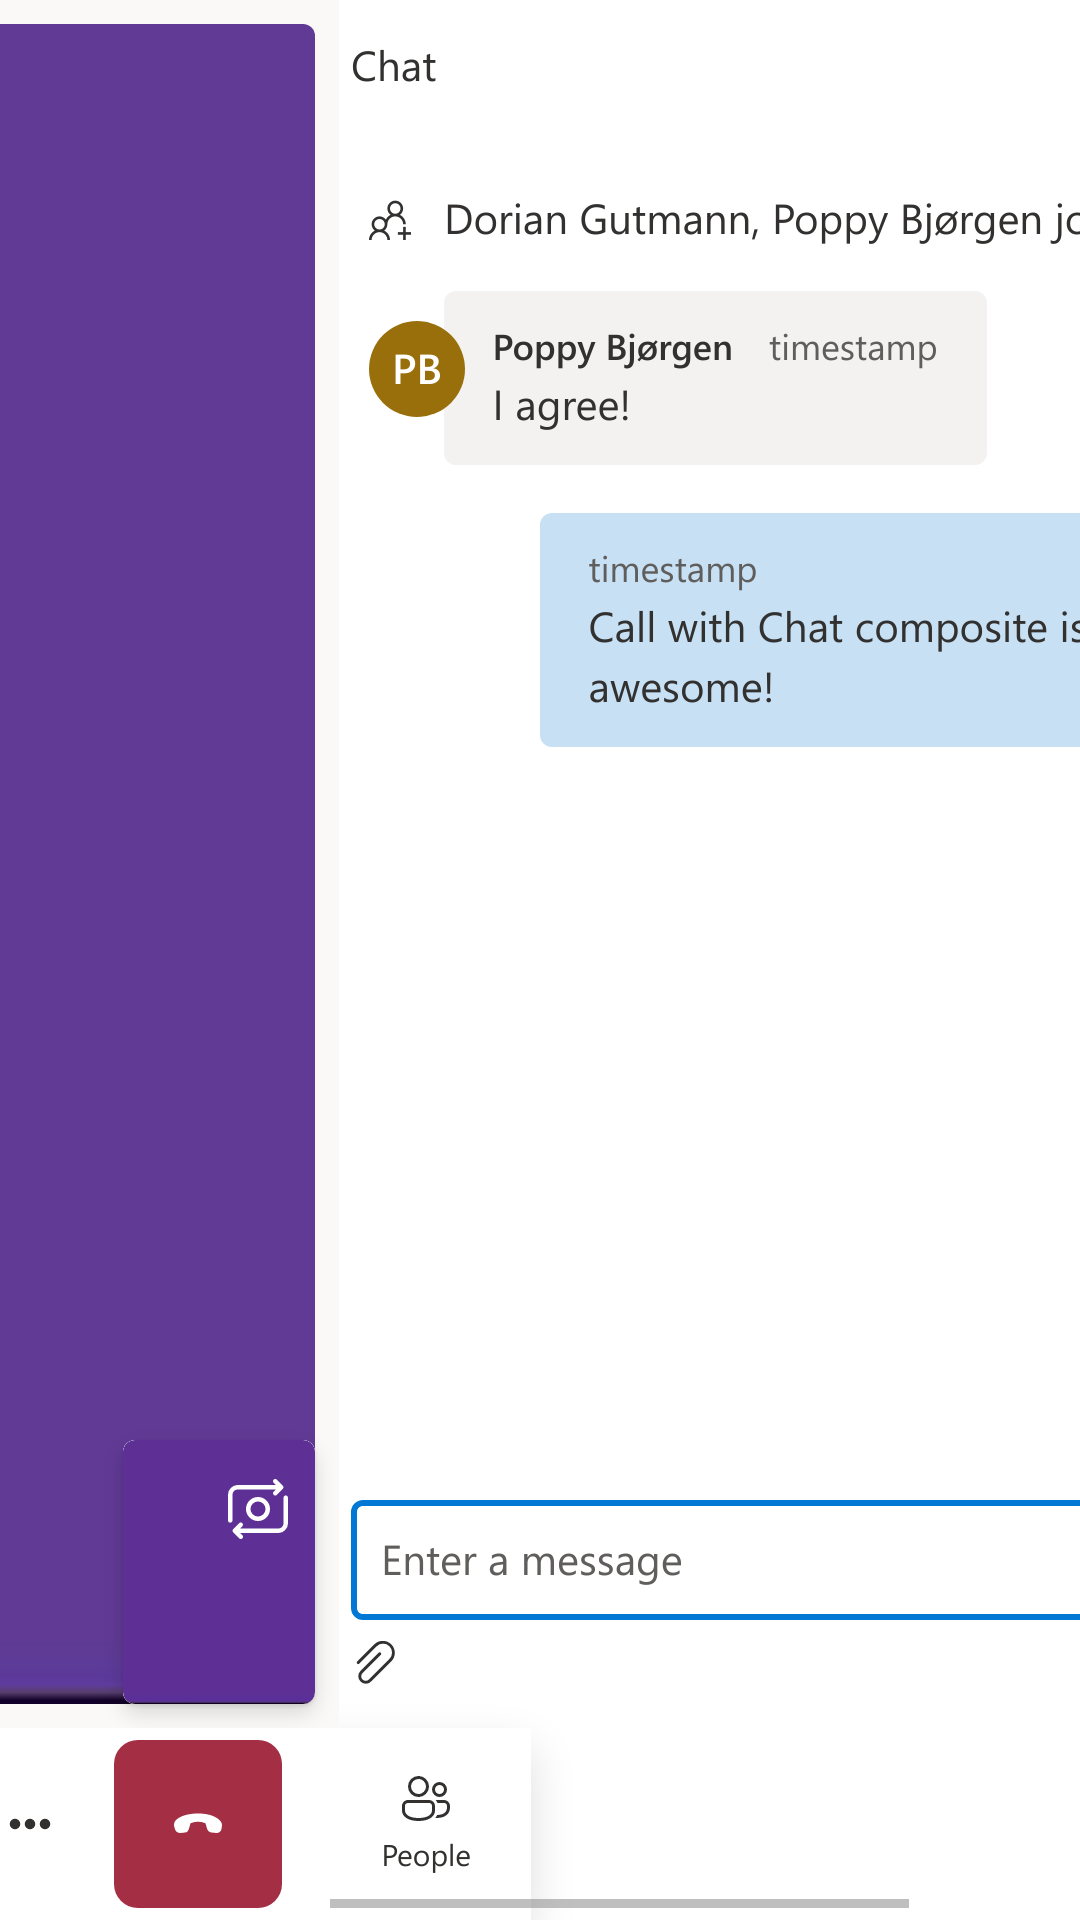 Chat
Dorian Gutmann, Poppy Bjørgen jo
PB
Poppy Bjørgen timestamp
I agree!
timestamp
Call with Chat composite is
awesome!
Enter a message
People